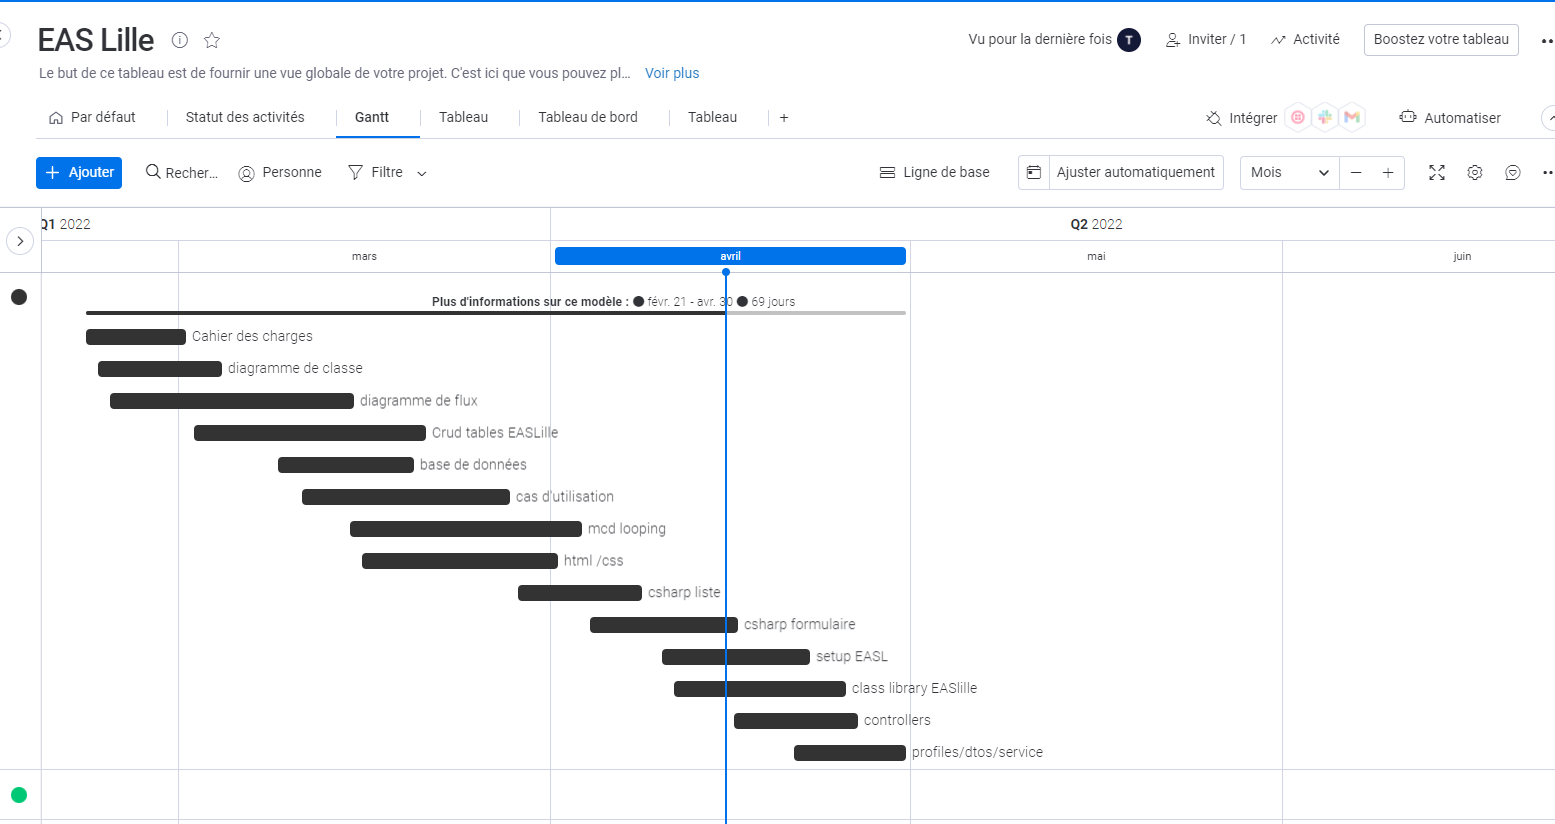 EAS Lille
Vu pour la dernière fois T Inviter / 1 Activité Boostez votre tableau
Le but de ce tableau est de fournir une vue globale de votre projet. C'est ici que vous pouvez pl... Voir plus
Par défaut Statut des activités Gantt Tableau Tableau de bord Tableau + Intégrer Automatiser
+ Ajouter Recher... Personne Filtre Ligne de base Ajuster automatiquement Mois − +
Q1 2022 Q2 2022
mars avril mai juin
Plus d'informations sur ce modèle : ● févr. 21 - avr. 30 ● 69 jours
Cahier des charges
diagramme de classe
diagramme de flux
Crud tables EASLille
base de données
cas d'utilisation
mcd looping
html /css
csharp liste
csharp formulaire
setup EASL
class library EASlille
controllers
profiles/dtos/service